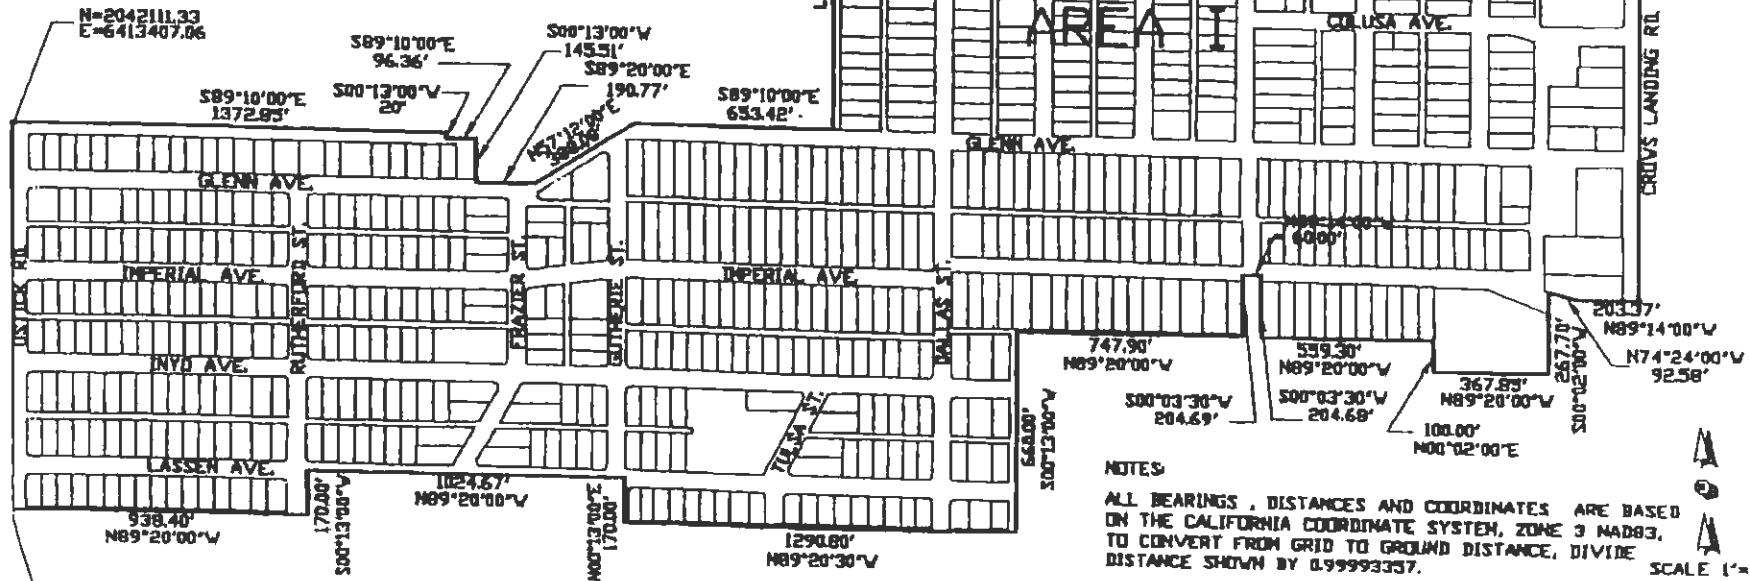 N=2042111.33
E=6413407.06
S89°10'00"E
96.36'
S00°13'00"W
145.51'
S89°20'00"E
190.77'
S00°13'00"W
20'
S89°10'00"E
1372.85'
S89°10'00"E
653.42'
AREA I
COLUSA AVE.
CROWS LANDING RD.
GLENN AVE.
GLENN AVE.
USTICK RD.
RUTHERFORD ST.
FRAZIER ST.
GUTHERIE ST.
DALLAS ST.
IMPERIAL AVE.
IMPERIAL AVE.
INYO AVE.
LASSEN AVE.
TULSA ST.
60.00'
747.90'
N89°20'00"W
559.30'
N89°20'00"W
367.85'
N89°20'00"W
267.70'
S00°02'00"W
203.37'
N89°14'00"W
N74°24'00"W
92.58'
S00°03'30"W
204.69'
S00°03'30"W
204.68'
100.00'
N00°02'00"E
660.00'
S00°13'00"W
938.40'
N89°20'00"W
170.00'
S00°13'00"W
1024.67'
N89°20'00"W
N00°13'00"E
170.00'
1290.80'
N89°20'30"W
NOTES:
ALL BEARINGS , DISTANCES AND COORDINATES ARE BASED
ON THE CALIFORNIA COORDINATE SYSTEM, ZONE 3 NAD83,
TO CONVERT FROM GRID TO GROUND DISTANCE, DIVIDE
DISTANCE SHOWN BY 0.99993357.
SCALE 1"=